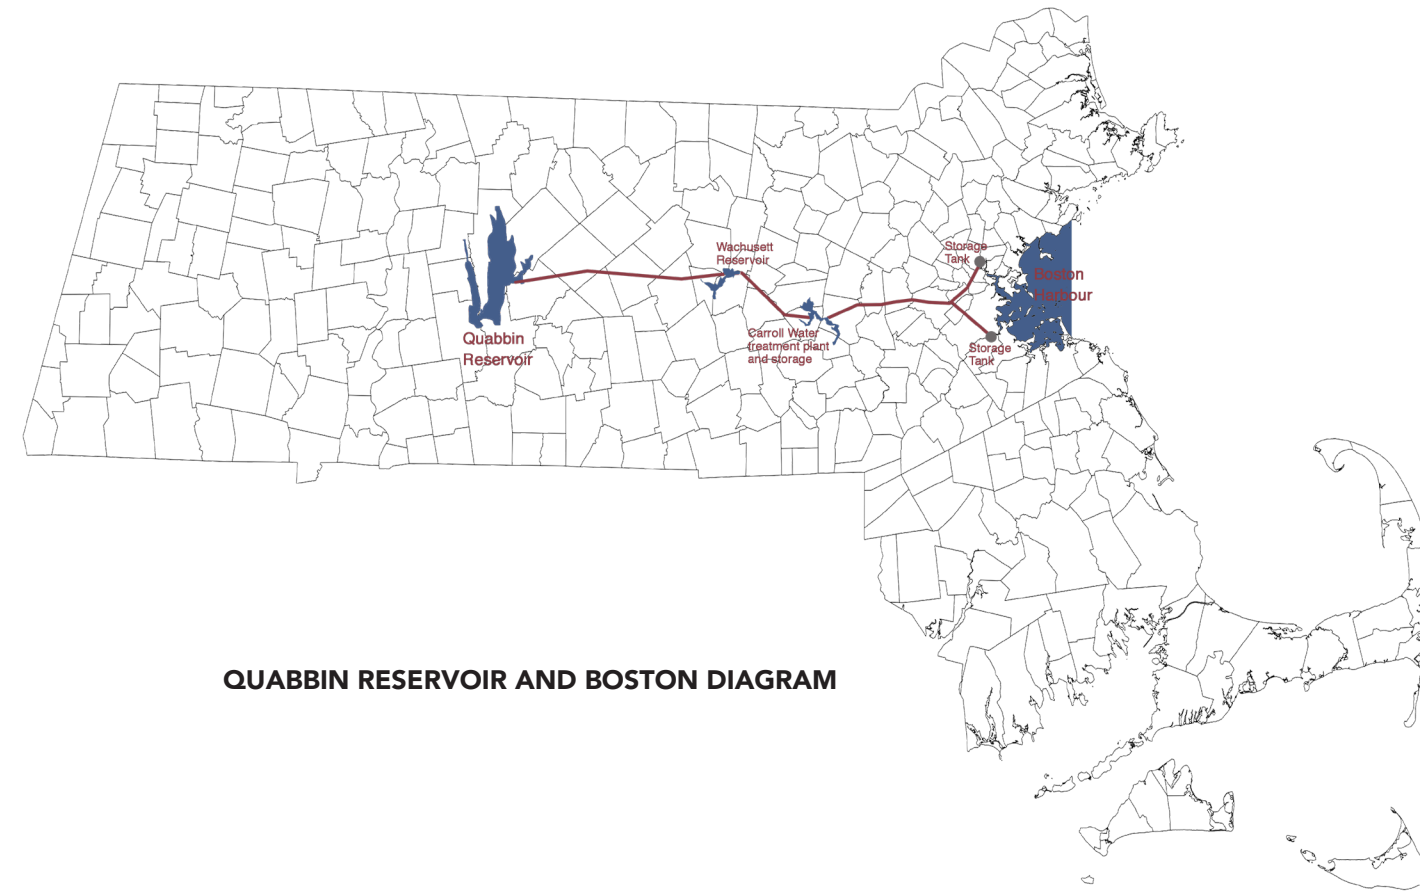 Wachusett
Reservoir
Storage
Tank
Boston
Harbour
Quabbin
Reservoir
Carroll Water
treatment plant
and storage
Storage
Tank
QUABBIN RESERVOIR AND BOSTON DIAGRAM